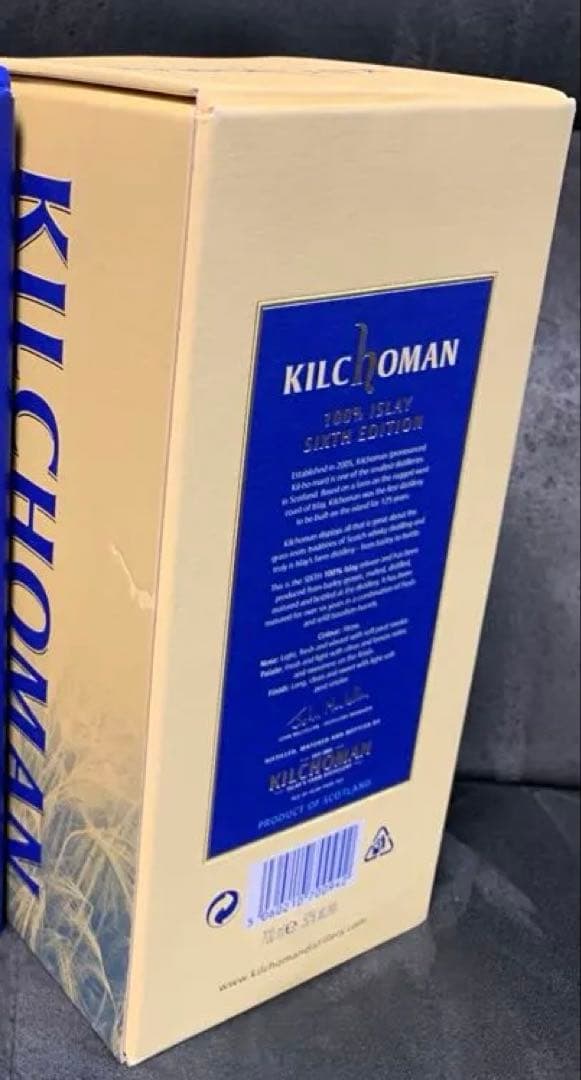 KILCHOMAN
KILCHOMAN
100% ISLAY
SIXTH EDITION
Established in 2005, Kilchoman (pronounced
Kil-ho-man) is one of the smallest distilleries
in Scotland. Based on a farm on the rugged west
coast of Islay, Kilchoman was the first distillery
to be built on the island for 125 years.
Kilchoman displays all that is great about the
grass-roots traditions of Scotch whisky distilling and
truly is Islay's farm distillery - from barley to bottle.
This is the SIXTH 100% Islay release and has been
produced from barley grown, malted, distilled,
matured and bottled at the distillery. It has been
matured for over six years in a combination of fresh
and refill bourbon barrels.
Colour: Straw.
Nose: Light, fresh and vibrant with soft peat smoke
Palate: Fresh and light with citrus and lemon notes
and sweetness on the finish.
Finish: Long, clean and sweet with light soft
peat smoke
DISTILLED, MATURED AND BOTTLED BY
KILCHOMAN
PRODUCT OF SCOTLAND
www.kilchomandistillery.com